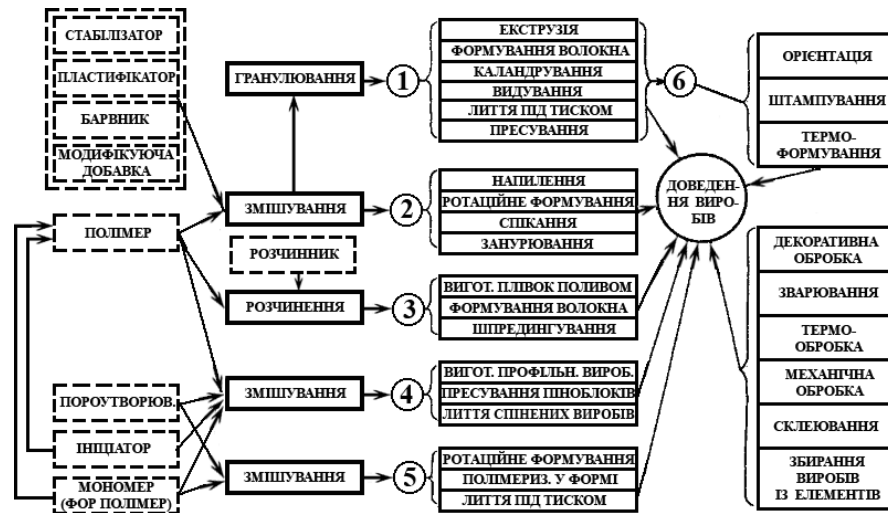 СТАБІЛІЗАТОР
ПЛАСТИФІКАТОР
БАРВНИК
МОДИФІКУЮЧА
ДОБАВКА
ПОЛІМЕР
ПОРОУТВОРЮВ.
ІНІЦІАТОР
МОНОМЕР
(ФОР ПОЛІМЕР)
ГРАНУЛЮВАННЯ
ЗМІШУВАННЯ
РОЗЧИННИК
РОЗЧИНЕННЯ
ЗМІШУВАННЯ
ЗМІШУВАННЯ
1
2
3
4
5
ЕКСТРУЗІЯ
ФОРМУВАННЯ ВОЛОКНА
КАЛАНДРУВАННЯ
ВИДУВАННЯ
ЛИТТЯ ПІД ТИСКОМ
ПРЕСУВАННЯ
НАПИЛЕННЯ
РОТАЦІЙНЕ ФОРМУВАННЯ
СПІКАННЯ
ЗАНУРЮВАННЯ
ВИГОТ. ПЛІВОК ПОЛИВОМ
ФОРМУВАННЯ ВОЛОКНА
ШПРЕДИНГУВАННЯ
ВИГОТ. ПРОФІЛЬН. ВИРОБ.
ПРЕСУВАННЯ ПІНОБЛОКІВ
ЛИТТЯ СПІНЕНИХ ВИРОБІВ
РОТАЦІЙНЕ ФОРМУВАННЯ
ПОЛІМЕРИЗ. У ФОРМІ
ЛИТТЯ ПІД ТИСКОМ
6
ДОВЕДЕН-
НЯ ВИРО-
БІВ
ОРІЄНТАЦІЯ
ШТАМПУВАННЯ
ТЕРМО-
ФОРМУВАННЯ
ДЕКОРАТИВНА
ОБРОБКА
ЗВАРЮВАННЯ
ТЕРМО-
ОБРОБКА
МЕХАНІЧНА
ОБРОБКА
СКЛЕЮВАННЯ
ЗБИРАННЯ
ВИРОБІВ
ІЗ ЕЛЕМЕНТІВ